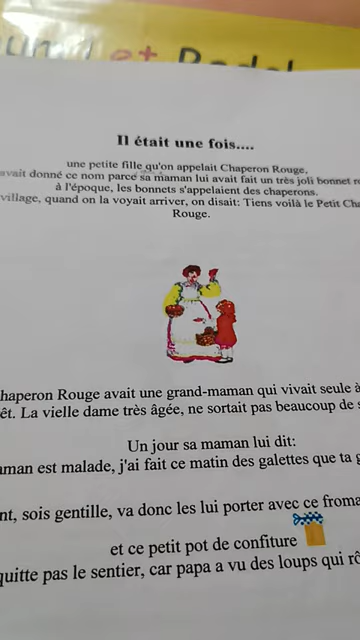 et
Il était une fois....
une petite fille qu'on appelait Chaperon Rouge,
avait donné ce nom parce sa maman lui avait fait un très joli bonnet
à l'époque, les bonnets s'appelaient des chaperons.
village, quand on la voyait arriver, on disait: Tiens voilà le Petit
Rouge.
haperon Rouge avait une grand-maman qui vivait seule à
êt. La vielle dame très âgée, ne sortait pas beaucoup de
Un jour sa maman lui dit:
man est malade, j'ai fait ce matin des galettes que ta
nt, sois gentille, va donc les lui porter avec ce froma
et ce petit pot de confiture
quitte pas le sentier, car papa a vu des loups qui